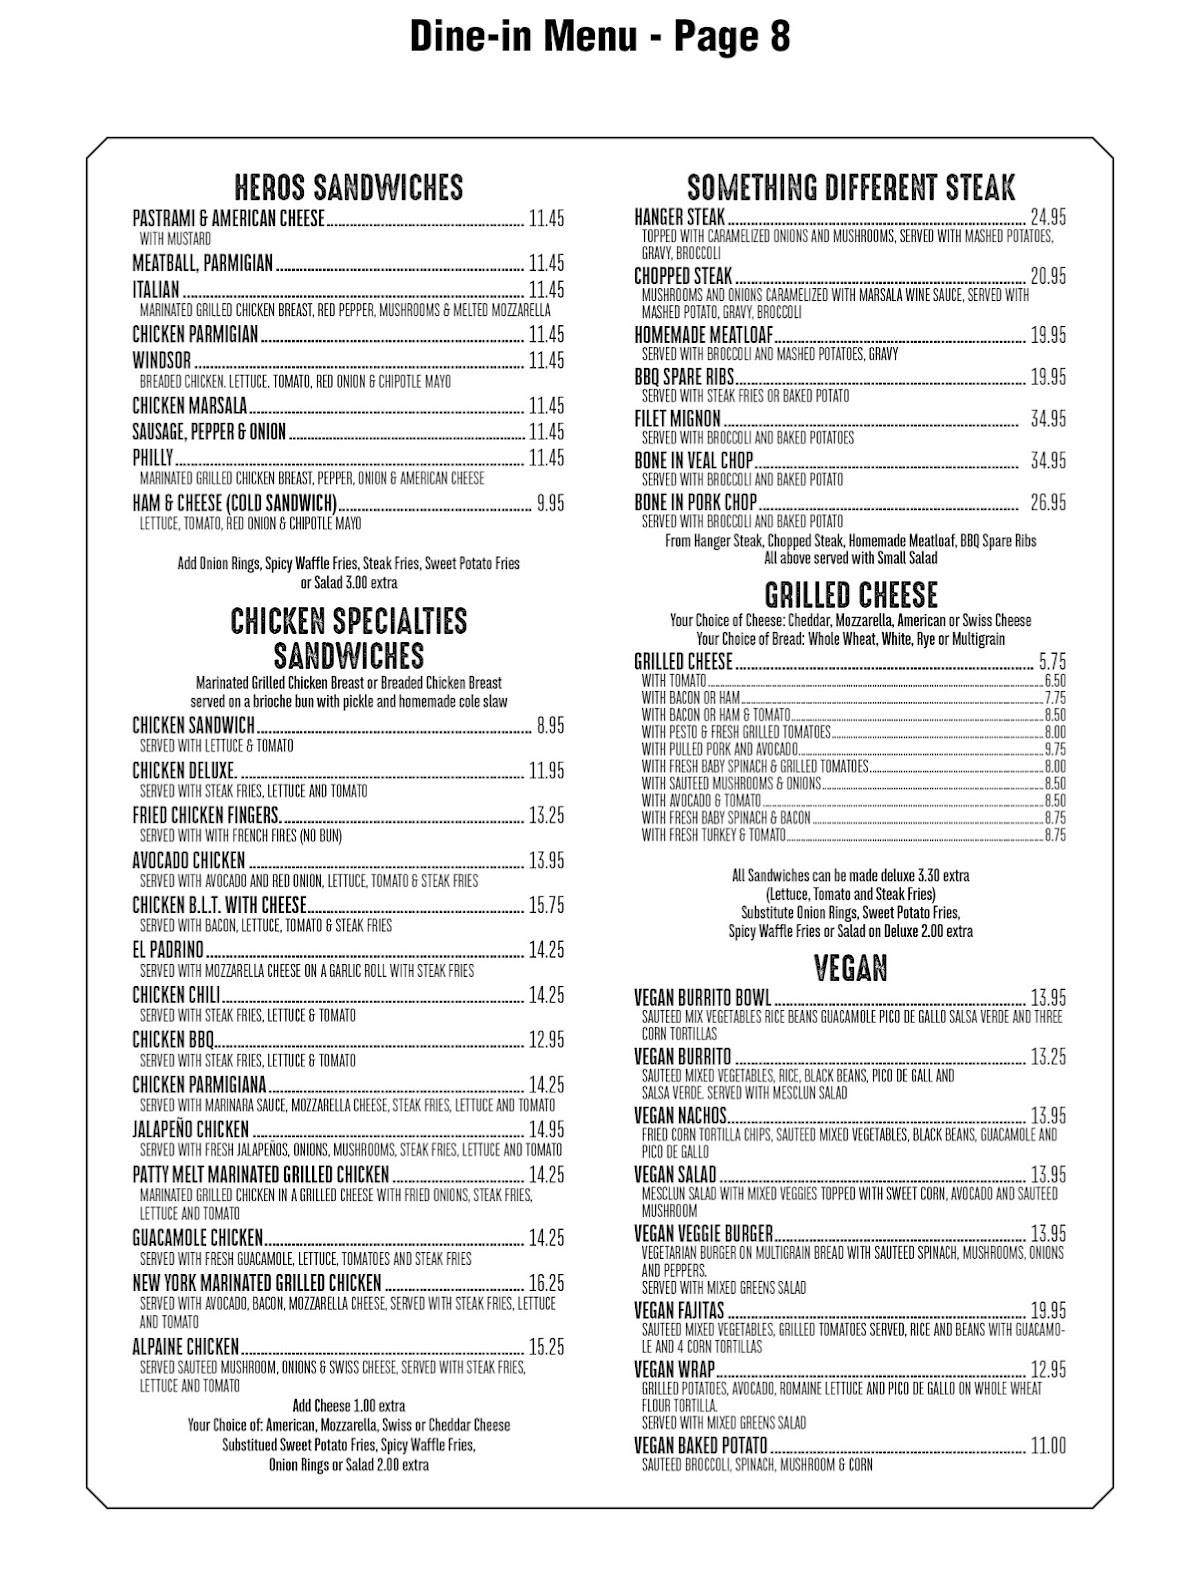 Dine-in Menu - Page 8
HEROS SANDWICHES
PASTRAMI & AMERICAN CHEESE 11.45
WITH MUSTARD
MEATBALL, PARMIGIAN 11.45
ITALIAN 11.45
MARINATED GRILLED CHICKEN BREAST, RED PEPPER, MUSHROOMS & MELTED MOZZARELLA
CHICKEN PARMIGIAN 11.45
WINDSOR 11.45
BREADED CHICKEN. LETTUCE. TOMATO, RED ONION & CHIPOTLE MAYO
CHICKEN MARSALA 11.45
SAUSAGE, PEPPER & ONION 11.45
PHILLY 11.45
MARINATED GRILLED CHICKEN BREAST, PEPPER, ONION & AMERICAN CHEESE
HAM & CHEESE (COLD SANDWICH) 9.95
LETTUCE, TOMATO, RED ONION & CHIPOTLE MAYO
Add Onion Rings, Spicy Waffle Fries, Steak Fries, Sweet Potato Fries
or Salad 3.00 extra
CHICKEN SPECIALTIES
SANDWICHES
Marinated Grilled Chicken Breast or Breaded Chicken Breast
served on a brioche bun with pickle and homemade cole slaw
CHICKEN SANDWICH 8.95
SERVED WITH LETTUCE & TOMATO
CHICKEN DELUXE. 11.95
SERVED WITH STEAK FRIES, LETTUCE AND TOMATO
FRIED CHICKEN FINGERS. 13.25
SERVED WITH WITH FRENCH FIRES (NO BUN)
AVOCADO CHICKEN 13.95
SERVED WITH AVOCADO AND RED ONION, LETTUCE, TOMATO & STEAK FRIES
CHICKEN B.L.T. WITH CHEESE 15.75
SERVED WITH BACON, LETTUCE, TOMATO & STEAK FRIES
EL PADRINO 14.25
SERVED WITH MOZZARELLA CHEESE ON A GARLIC ROLL WITH STEAK FRIES
CHICKEN CHILI 14.25
SERVED WITH STEAK FRIES, LETTUCE & TOMATO
CHICKEN BBQ 12.95
SERVED WITH STEAK FRIES, LETTUCE & TOMATO
CHICKEN PARMIGIANA 14.25
SERVED WITH MARINARA SAUCE, MOZZARELLA CHEESE, STEAK FRIES, LETTUCE AND TOMATO
JALAPEÑO CHICKEN 14.95
SERVED WITH FRESH JALAPEÑOS, ONIONS, MUSHROOMS, STEAK FRIES, LETTUCE AND TOMATO
PATTY MELT MARINATED GRILLED CHICKEN 14.25
MARINATED GRILLED CHICKEN IN A GRILLED CHEESE WITH FRIED ONIONS, STEAK FRIES,
LETTUCE AND TOMATO
GUACAMOLE CHICKEN 14.25
SERVED WITH FRESH GUACAMOLE, LETTUCE, TOMATOES AND STEAK FRIES
NEW YORK MARINATED GRILLED CHICKEN 16.25
SERVED WITH AVOCADO, BACON, MOZZARELLA CHEESE, SERVED WITH STEAK FRIES, LETTUCE
AND TOMATO
ALPAINE CHICKEN 15.25
SERVED SAUTEED MUSHROOM, ONIONS & SWISS CHEESE, SERVED WITH STEAK FRIES,
LETTUCE AND TOMATO
Add Cheese 1.00 extra
Your Choice of: American, Mozzarella, Swiss or Cheddar Cheese
Substitued Sweet Potato Fries, Spicy Waffle Fries,
Onion Rings or Salad 2.00 extra
SOMETHING DIFFERENT STEAK
HANGER STEAK 24.95
TOPPED WITH CARAMELIZED ONIONS AND MUSHROOMS, SERVED WITH MASHED POTATOES,
GRAVY, BROCCOLI
CHOPPED STEAK 20.95
MUSHROOMS AND ONIONS CARAMELIZED WITH MARSALA WINE SAUCE, SERVED WITH
MASHED POTATO, GRAVY, BROCCOLI
HOMEMADE MEATLOAF 19.95
SERVED WITH BROCCOLI AND MASHED POTATOES, GRAVY
BBQ SPARE RIBS 19.95
SERVED WITH STEAK FRIES OR BAKED POTATO
FILET MIGNON 34.95
SERVED WITH BROCCOLI AND BAKED POTATOES
BONE IN VEAL CHOP 34.95
SERVED WITH BROCCOLI AND BAKED POTATO
BONE IN PORK CHOP 26.95
SERVED WITH BROCCOLI AND BAKED POTATO
From Hanger Steak, Chopped Steak, Homemade Meatloaf, BBQ Spare Ribs
All above served with Small Salad
GRILLED CHEESE
Your Choice of Cheese: Cheddar, Mozzarella, American or Swiss Cheese
Your Choice of Bread: Whole Wheat, White, Rye or Multigrain
GRILLED CHEESE 5.75
WITH TOMATO 6.50
WITH BACON OR HAM 7.75
WITH BACON OR HAM & TOMATO 8.50
WITH PESTO & FRESH GRILLED TOMATOES 8.00
WITH PULLED PORK AND AVOCADO 9.75
WITH FRESH BABY SPINACH & GRILLED TOMATOES 8.00
WITH SAUTEED MUSHROOMS & ONIONS 8.50
WITH AVOCADO & TOMATO 8.50
WITH FRESH BABY SPINACH & BACON 8.75
WITH FRESH TURKEY & TOMATO 8.75
All Sandwiches can be made deluxe 3.30 extra
(Lettuce, Tomato and Steak Fries)
Substitute Onion Rings, Sweet Potato Fries,
Spicy Waffle Fries or Salad on Deluxe 2.00 extra
VEGAN
VEGAN BURRITO BOWL 13.95
SAUTEED MIX VEGETABLES RICE BEANS GUACAMOLE PICO DE GALLO SALSA VERDE AND THREE
CORN TORTILLAS
VEGAN BURRITO 13.25
SAUTEED MIXED VEGETABLES, RICE, BLACK BEANS, PICO DE GALL AND
SALSA VERDE. SERVED WITH MESCLUN SALAD
VEGAN NACHOS 13.95
FRIED CORN TORTILLA CHIPS, SAUTEED MIXED VEGETABLES, BLACK BEANS, GUACAMOLE AND
PICO DE GALLO
VEGAN SALAD 13.95
MESCLUN SALAD WITH MIXED VEGGIES TOPPED WITH SWEET CORN, AVOCADO AND SAUTEED
MUSHROOM
VEGAN VEGGIE BURGER 13.95
VEGETARIAN BURGER ON MULTIGRAIN BREAD WITH SAUTEED SPINACH, MUSHROOMS, ONIONS
AND PEPPERS.
SERVED WITH MIXED GREENS SALAD
VEGAN FAJITAS 19.95
SAUTEED MIXED VEGETABLES, GRILLED TOMATOES SERVED, RICE AND BEANS WITH GUACAMO-
LE AND 4 CORN TORTILLAS
VEGAN WRAP 12.95
GRILLED POTATOES, AVOCADO, ROMAINE LETTUCE AND PICO DE GALLO ON WHOLE WHEAT
FLOUR TORTILLA.
SERVED WITH MIXED GREENS SALAD
VEGAN BAKED POTATO 11.00
SAUTEED BROCCOLI, SPINACH, MUSHROOM & CORN